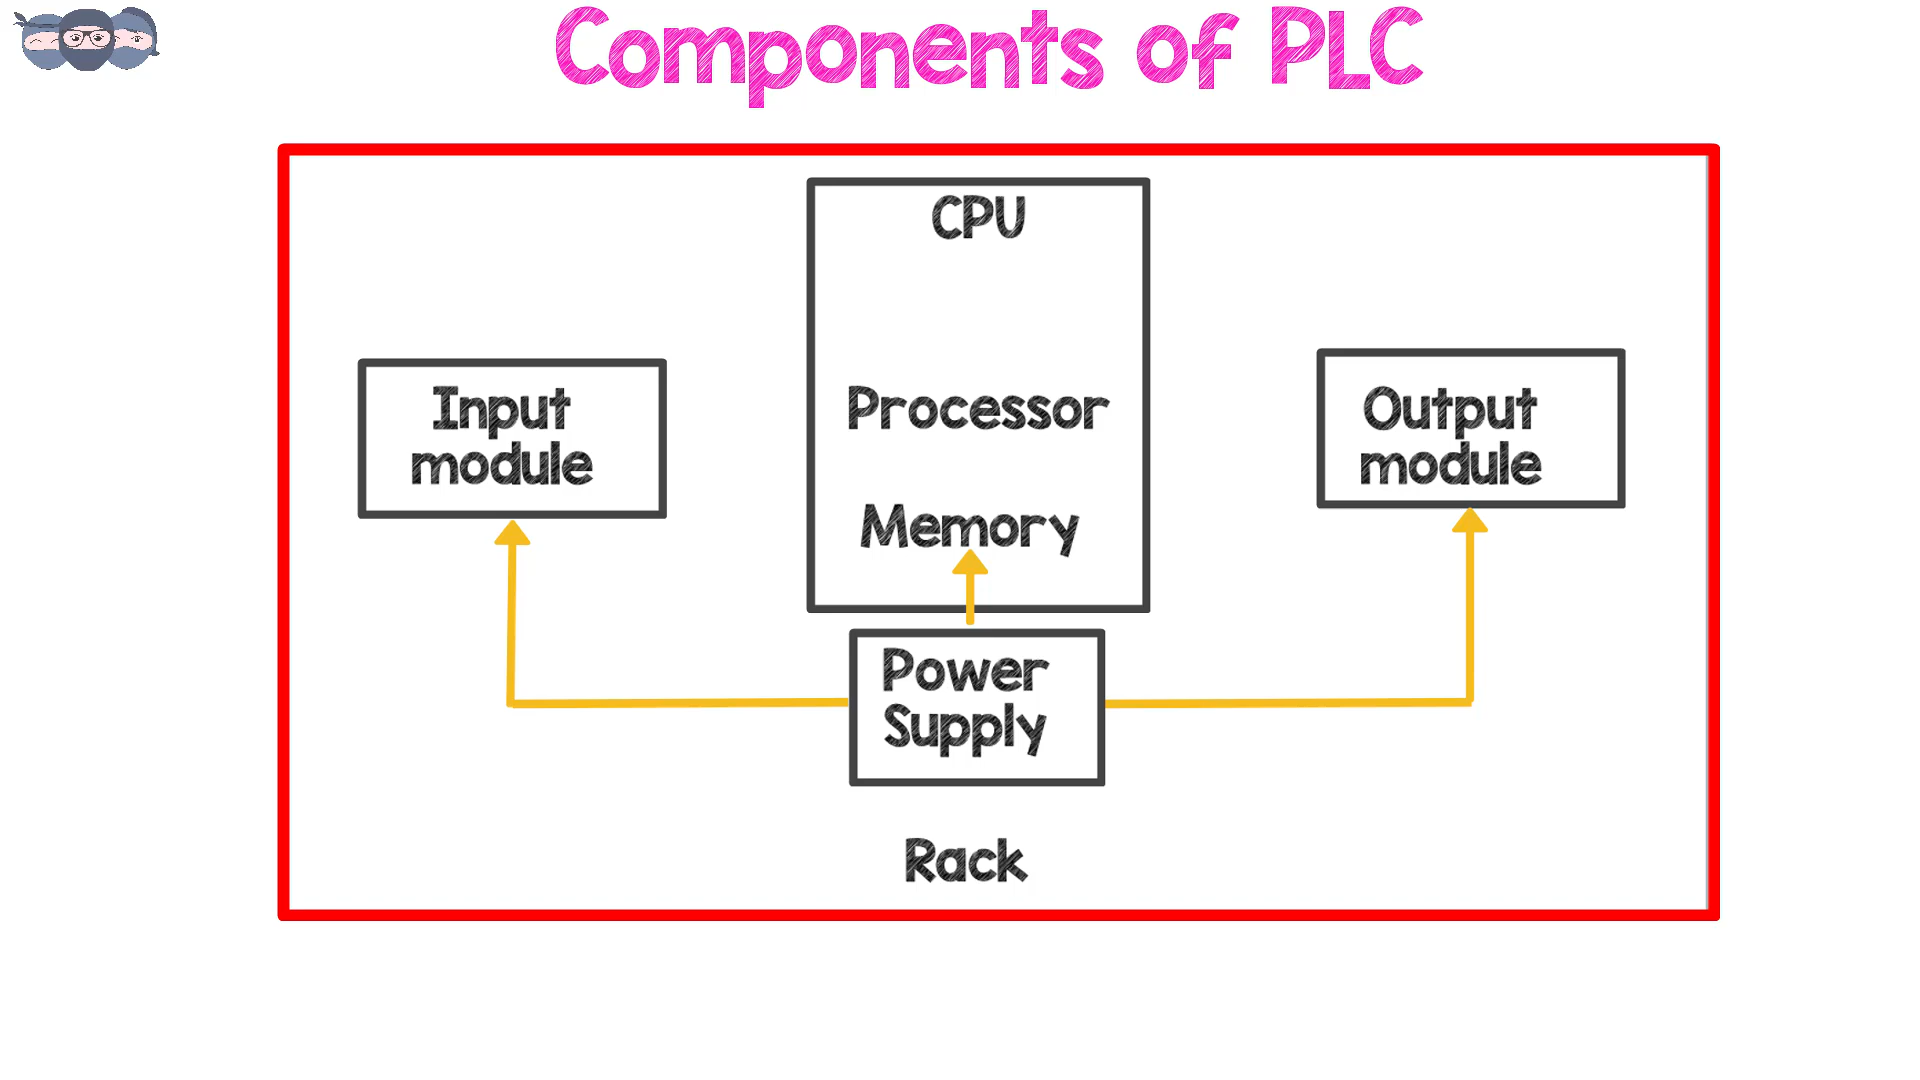 Components of PLC
CPU
Input
module
Processor
Memory
Output
module
Power
Supply
Rack